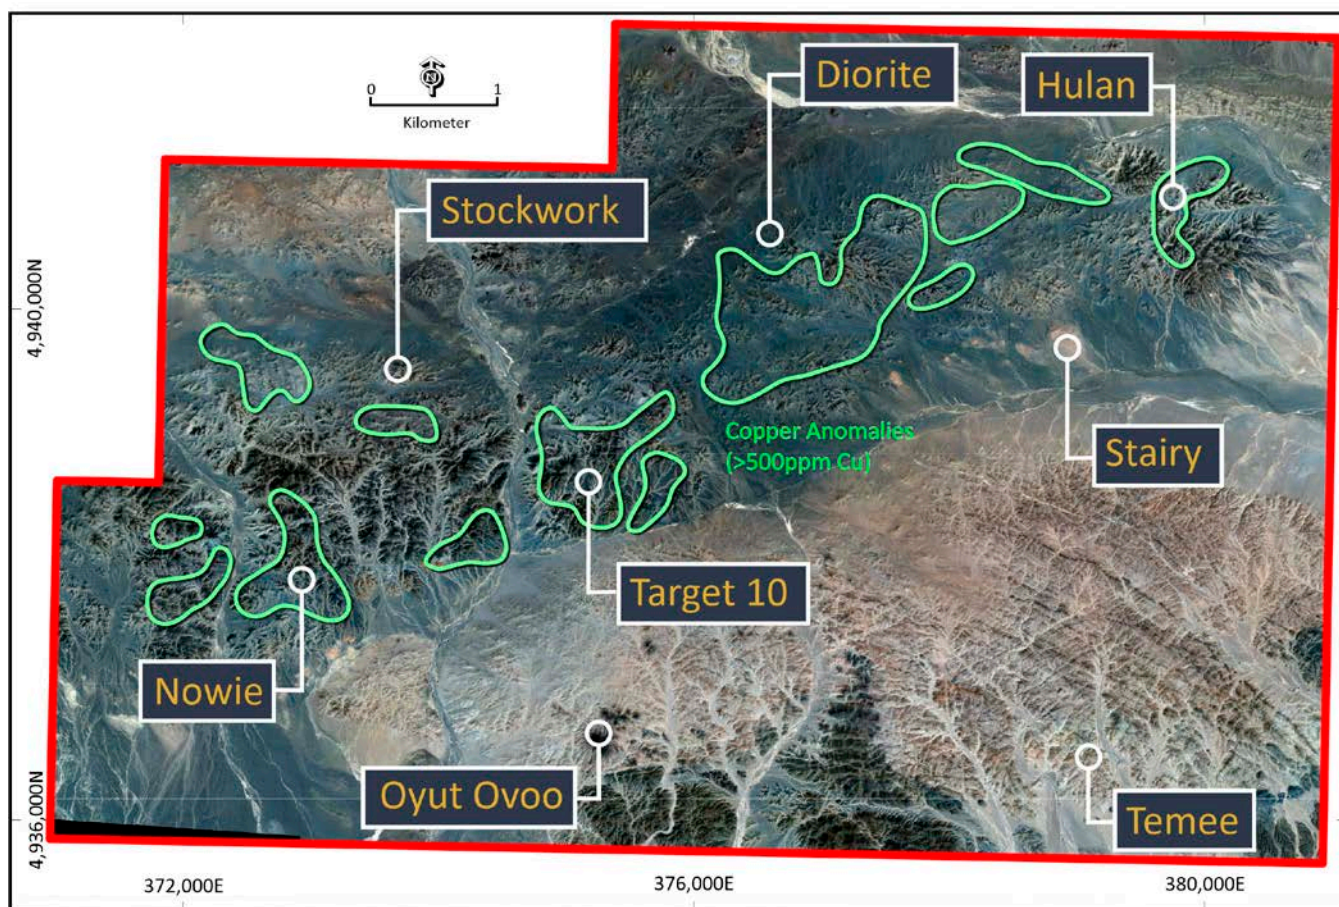 N
0 1
Kilometer
Diorite
Hulan
Stockwork
4,940,000N
Copper Anomalies
(>500ppm Cu)
Stairy
Target 10
Nowie
Oyut Ovoo
Temee
4,936,000N
372,000E
376,000E
380,000E